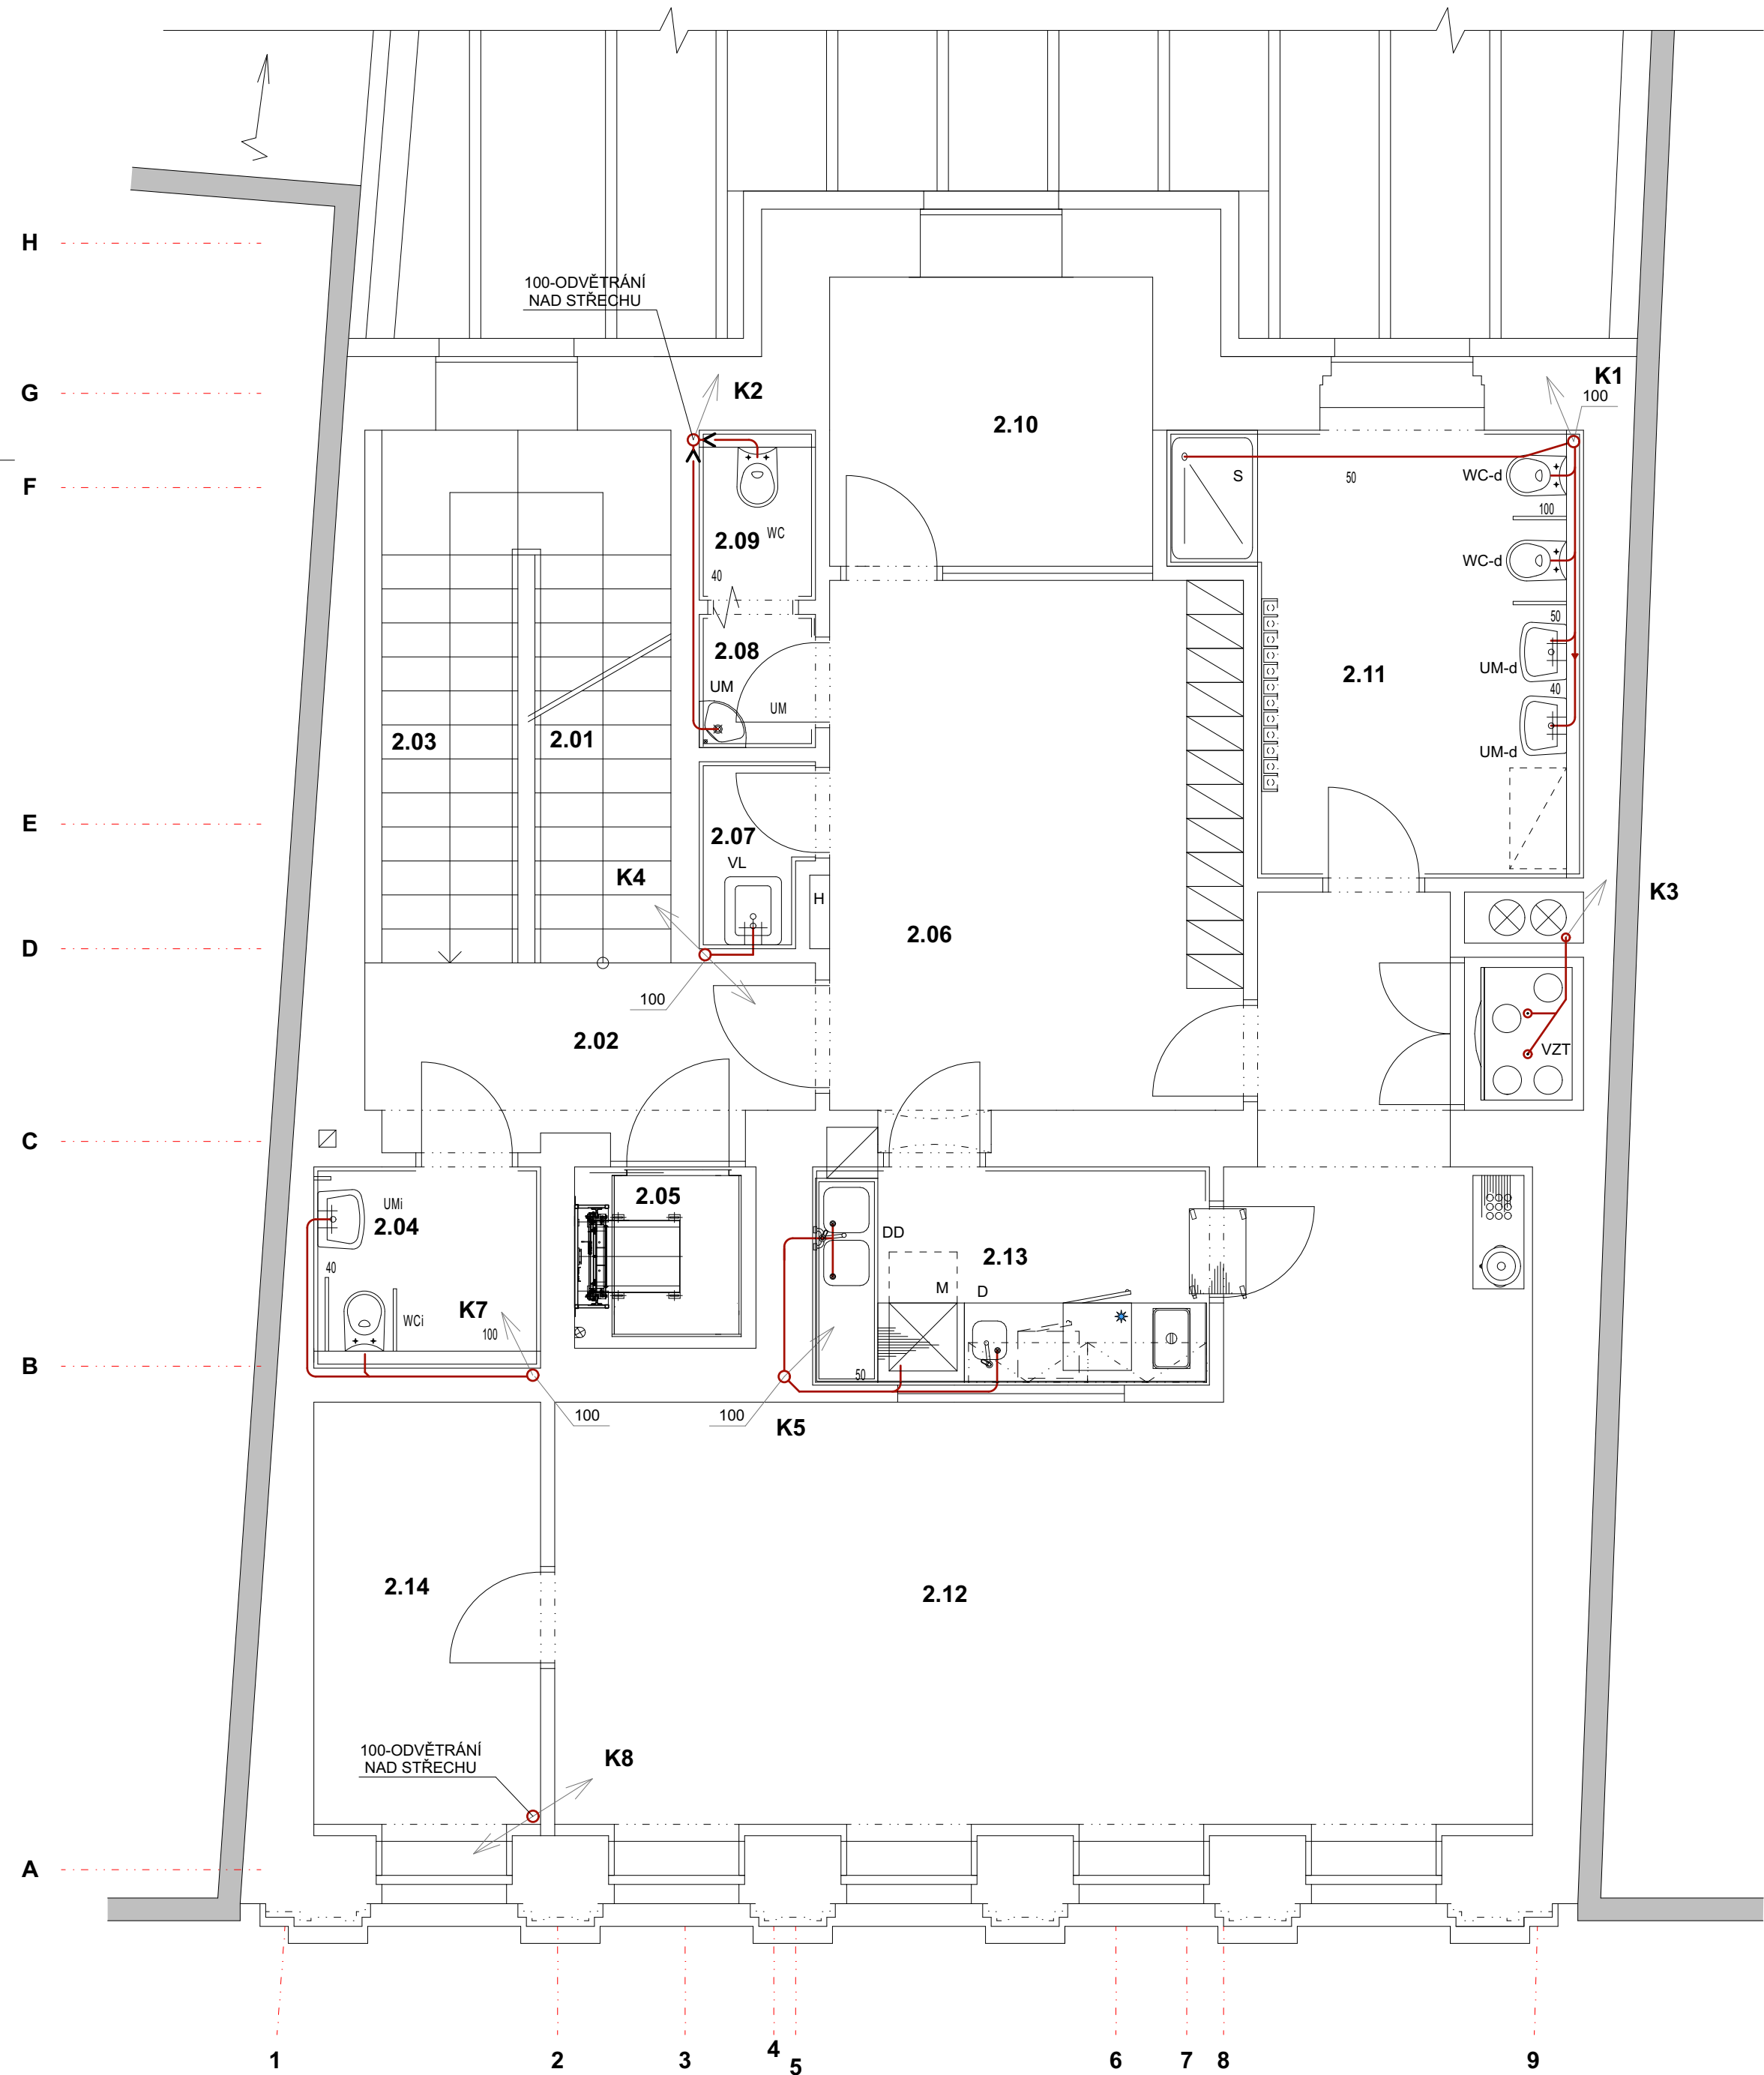 H
100-ODVĚTRÁNÍ
NAD STŘECHU
K2
K1
G
100
2.10
F
S
50
WC-d
100
2.09
WC
WC-d
40
50
2.08
2.11
UM-d
UM
40
UM
2.03
2.01
UM-d
E
2.07
VL
K4
H
K3
D
2.06
100
2.02
VZT
C
2.05
UMi
2.04
DD
2.13
40
M
D
K7
WCi
100
B
50
100
100
K5
2.14
2.12
100-ODVĚTRÁNÍ
NAD STŘECHU
K8
A
1
2
3
4
5
6
7
8
9